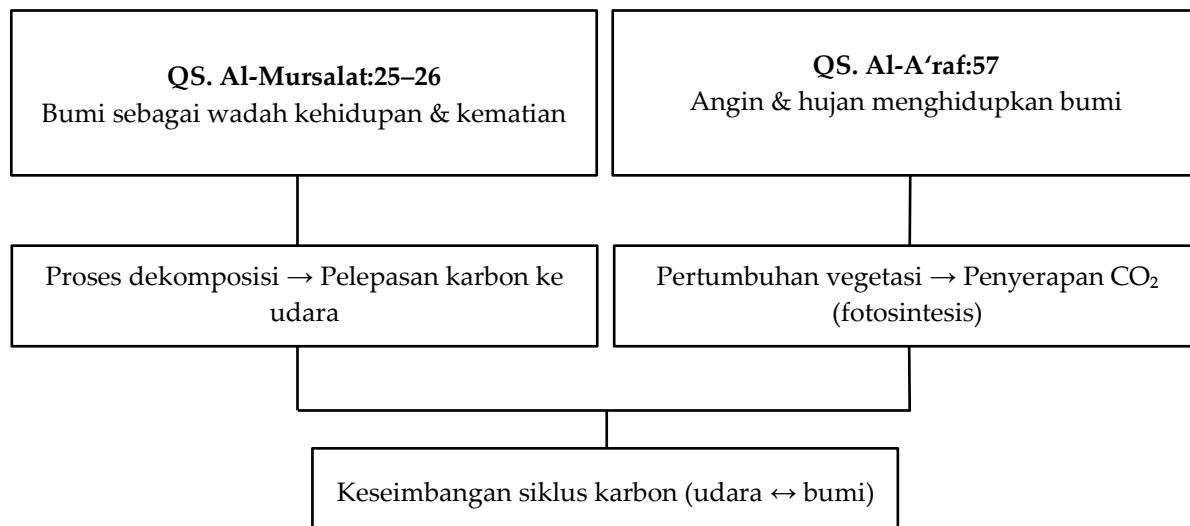 QS. Al-Mursalat:25–26
Bumi sebagai wadah kehidupan & kematian
QS. Al-A‘raf:57
Angin & hujan menghidupkan bumi
Proses dekomposisi → Pelepasan karbon ke
udara
Pertumbuhan vegetasi → Penyerapan CO₂
(fotosintesis)
Keseimbangan siklus karbon (udara ↔ bumi)